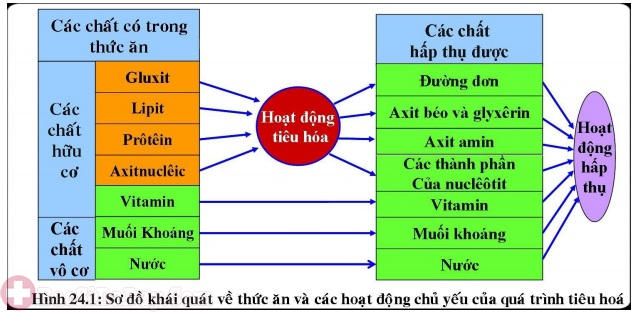 Các chất có trong
thức ăn
Các chất
hấp thụ được
Các
chất
hữu
cơ
Gluxit
Lipit
Prôtêin
Axitnuclêic
Vitamin
Các
chất
vô cơ
Muối Khoáng
Nước
Hoạt động
tiêu hóa
Đường đơn
Axit béo và glyxêrin
Axit amin
Các thành phần
Của nuclêôtit
Vitamin
Muối khoáng
Nước
Hoạt
động
hấp
thụ
Hình 24.1: Sơ đồ khái quát về thức ăn và các hoạt động chủ yếu của quá trình tiêu hoá